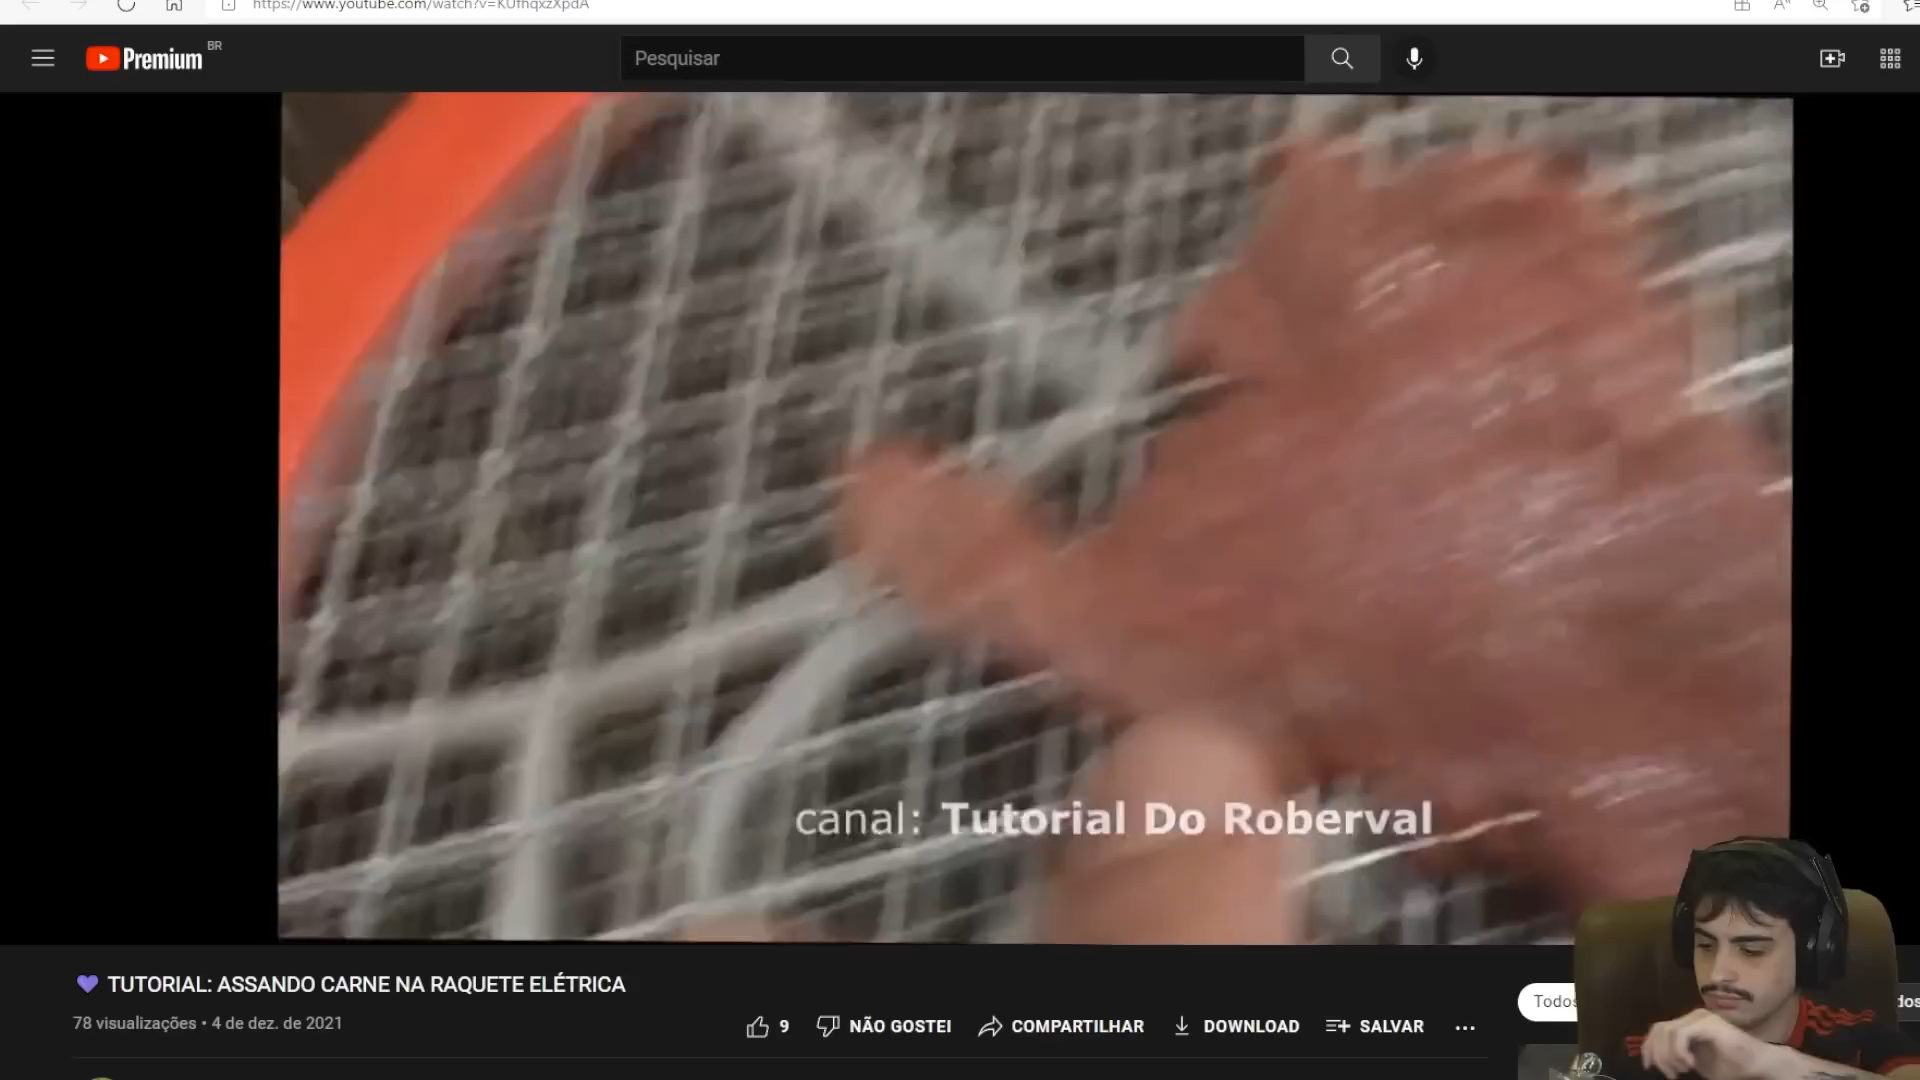 https://www.youtube.com/watch?v=KUfhqxzXpdA
Premium BR
Pesquisar
canal: Tutorial Do Roberval
💜 TUTORIAL: ASSANDO CARNE NA RAQUETE ELÉTRICA
78 visualizações • 4 de dez. de 2021
9 NÃO GOSTEI COMPARTILHAR DOWNLOAD SALVAR ...
Todos